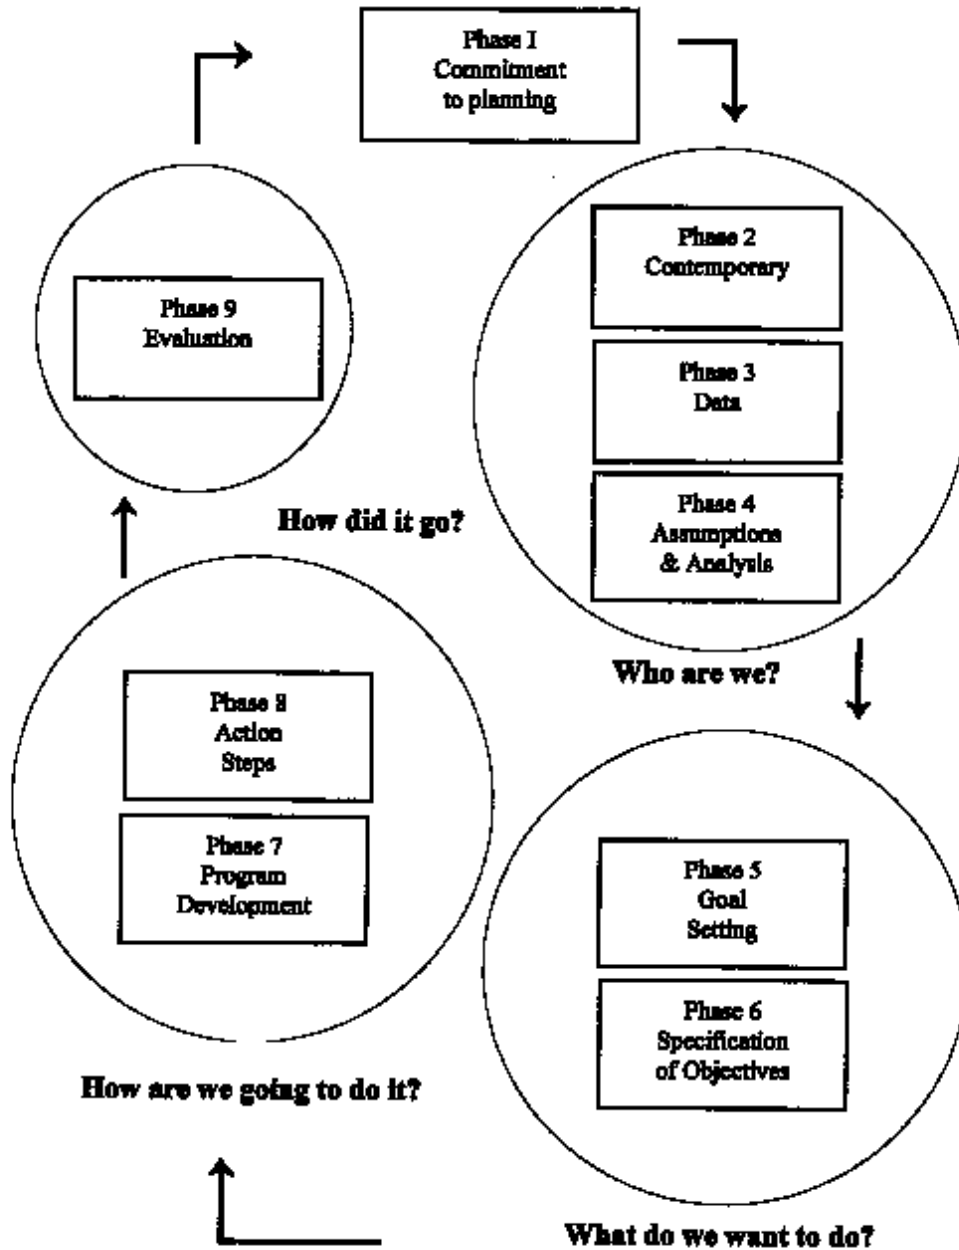 Phase I
Commitment
to planning
Phase 2
Contemporary
Phase 3
Data
Phase 4
Assumptions
& Analysis
Who are we?
Phase 5
Goal
Setting
Phase 6
Specification
of Objectives
What do we want to do?
Phase 7
Program
Development
Phase 8
Action
Steps
How are we going to do it?
Phase 9
Evaluation
How did it go?